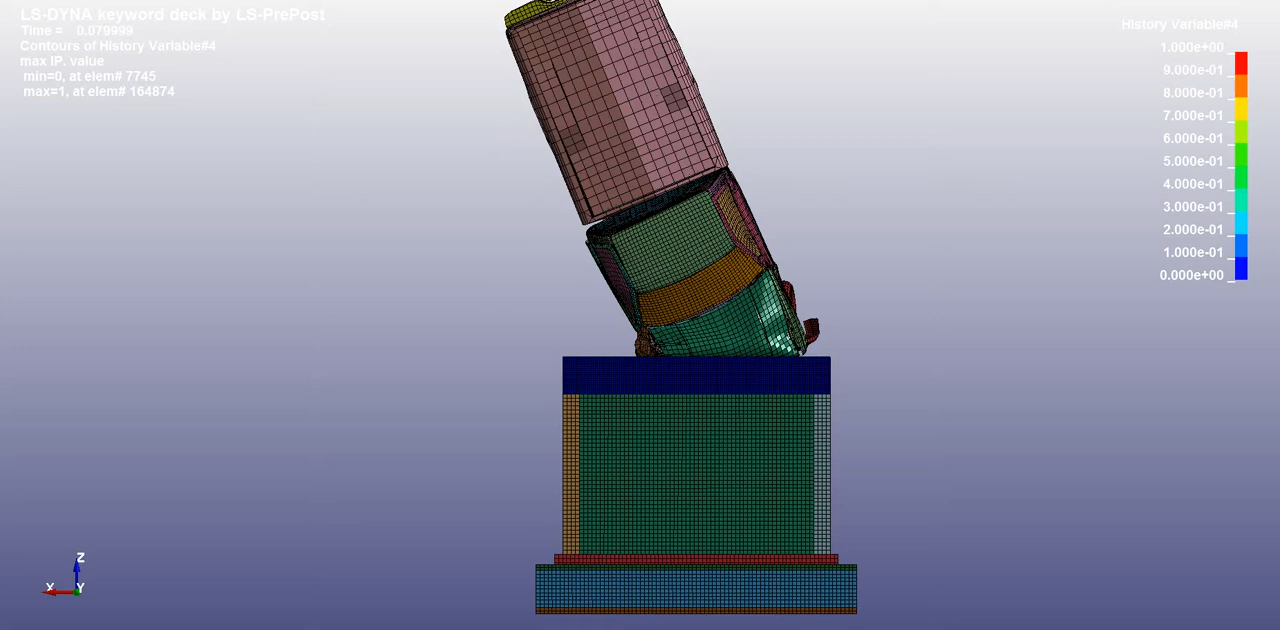 LS-DYNA keyword deck by LS-PrePost
Time =    0.079999
Contours of History Variable#4
max IP. value
min=0, at elem# 7745
max=1, at elem# 164874
History Variable#4
1.000e+00
9.000e-01
8.000e-01
7.000e-01
6.000e-01
5.000e-01
4.000e-01
3.000e-01
2.000e-01
1.000e-01
0.000e+00
Z
X
Y